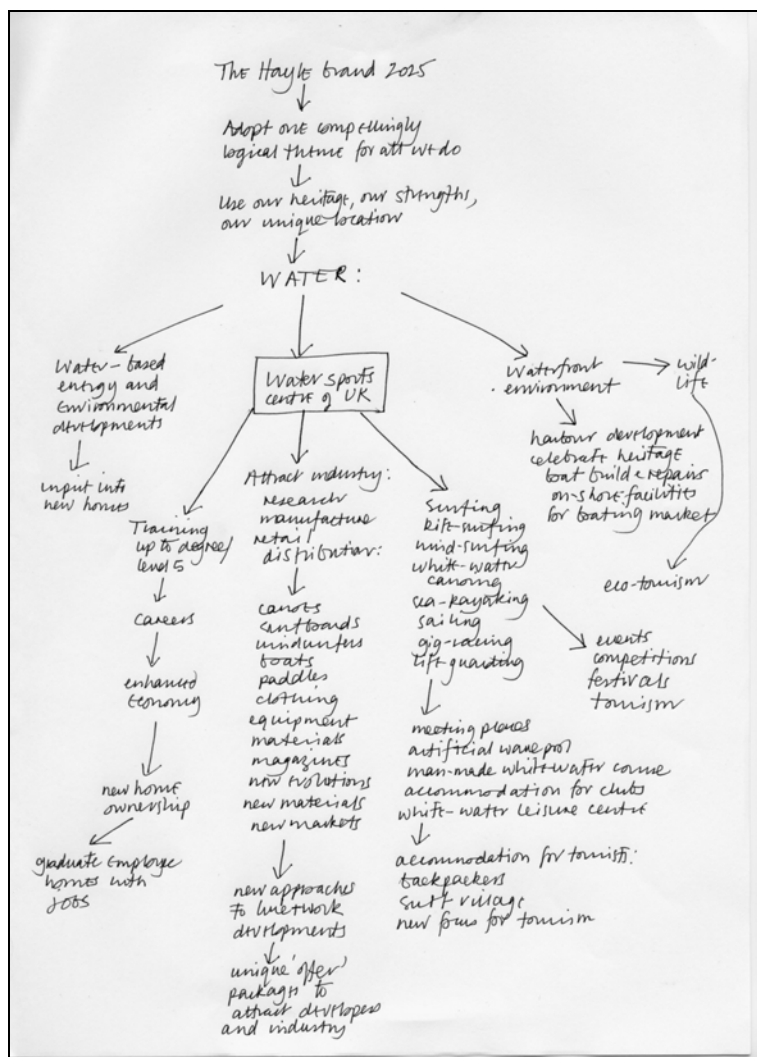 The Hayle brand 2025
Adopt one compellingly
logical theme for all we do
Use our heritage, our strengths,
our unique location
WATER:
Water-based
energy and
Environmental
developments
input into
new homes
Water sports
centre of UK
Waterfront
environment
wild-
life
harbour development
celebrate heritage
boat build & repairs
on-shore facilities
for boating market
eco-tourism
Training
up to degree/
level 5
careers
enhanced
economy
new home
ownership
graduate employee
homes with
jobs
Attract industry:
research
manufacture
retail
distribution:
canoes
surfboards
windsurfers
boats
paddles
clothing
equipment
materials
magazines
new evolutions
new materials
new markets
new approaches
to live/work
developments
unique 'offer'
packages to
attract developers
and industry
Surfing
kite-surfing
wind-surfing
white-water
canoeing
sea-kayaking
sailing
gig-racing
life guarding
events
competitions
festivals
tourism
meeting places
artificial wave pool
man-made white water course
accommodation for clubs
white-water leisure centre
accommodation for tourists:
backpackers
surf village
new focus for tourism